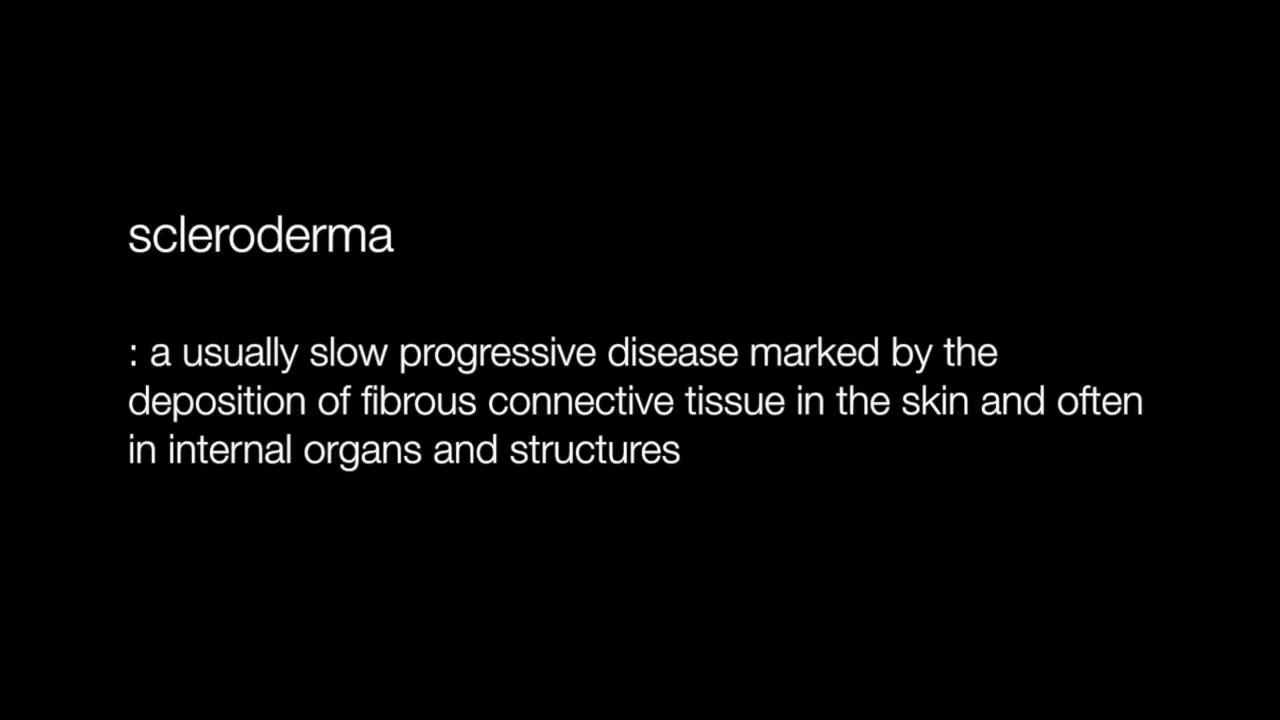 scleroderma
: a usually slow progressive disease marked by the
deposition of fibrous connective tissue in the skin and often
in internal organs and structures